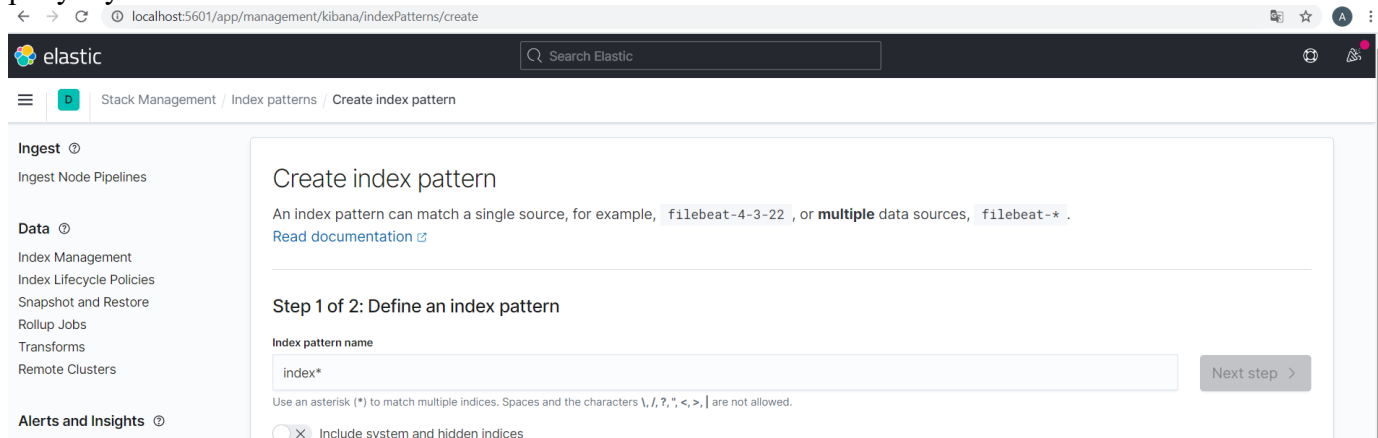 localhost:5601/app/management/kibana/indexPatterns/create
A
elastic
Search Elastic
D
Stack Management / Index patterns / Create index pattern
Ingest
Ingest Node Pipelines
Data
Index Management
Index Lifecycle Policies
Snapshot and Restore
Rollup Jobs
Transforms
Remote Clusters
Alerts and Insights
Create index pattern
An index pattern can match a single source, for example, filebeat-4-3-22 , or multiple data sources, filebeat-* .
Read documentation
Step 1 of 2: Define an index pattern
Index pattern name
index*
Next step >
Use an asterisk (*) to match multiple indices. Spaces and the characters \, /, ?, ", <, >, | are not allowed.
Include system and hidden indices